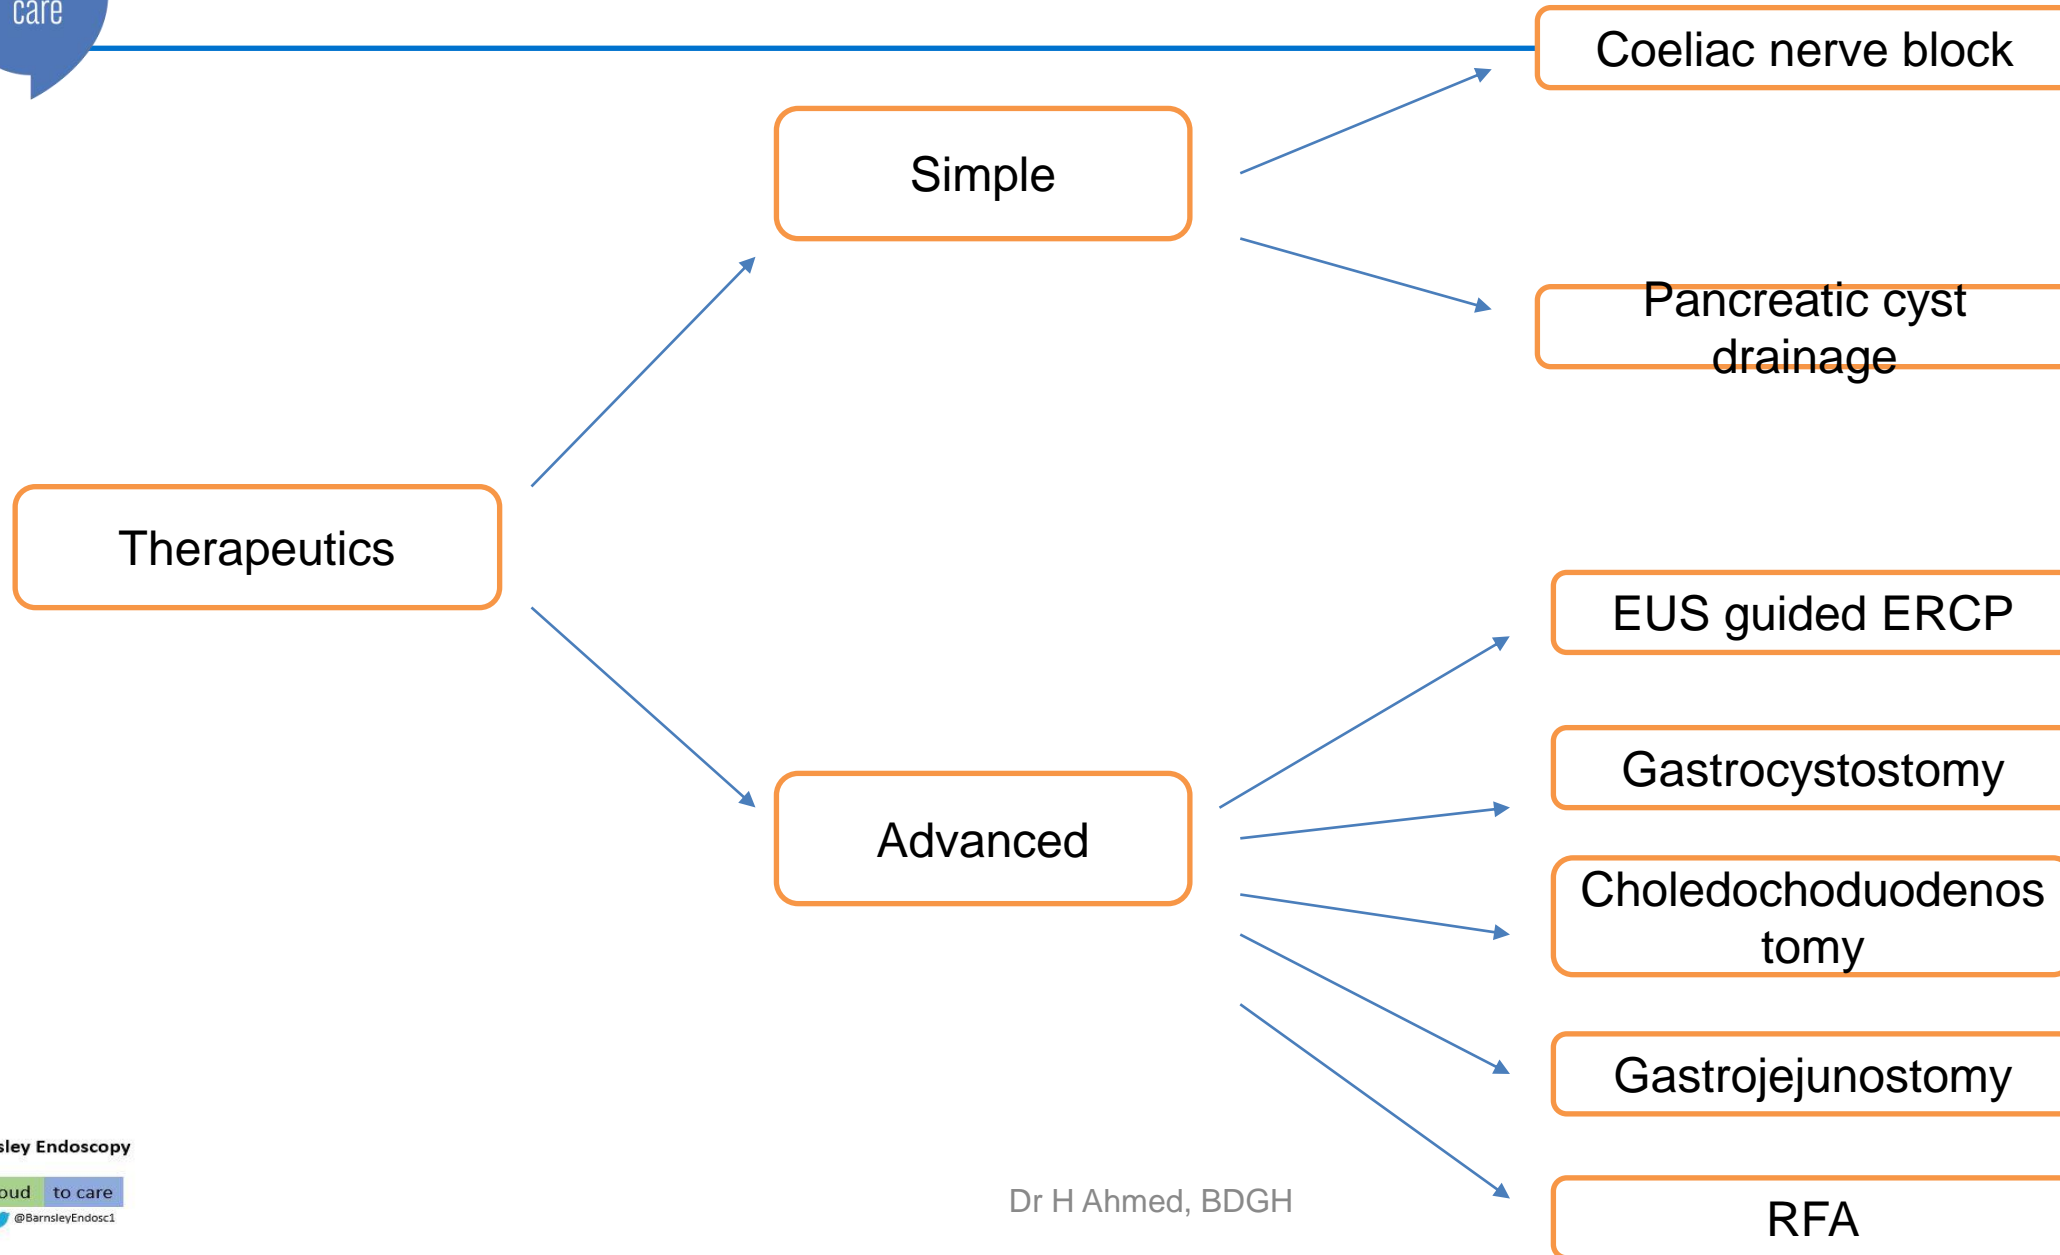 care
Coeliac nerve block
Simple
Pancreatic cyst
drainage
Therapeutics
EUS guided ERCP
Gastrocystostomy
Advanced
Choledochoduodenos
tomy
Gastrojejunostomy
RFA
sley Endoscopy
oud to care
@BarnsleyEndosc1
Dr H Ahmed, BDGH